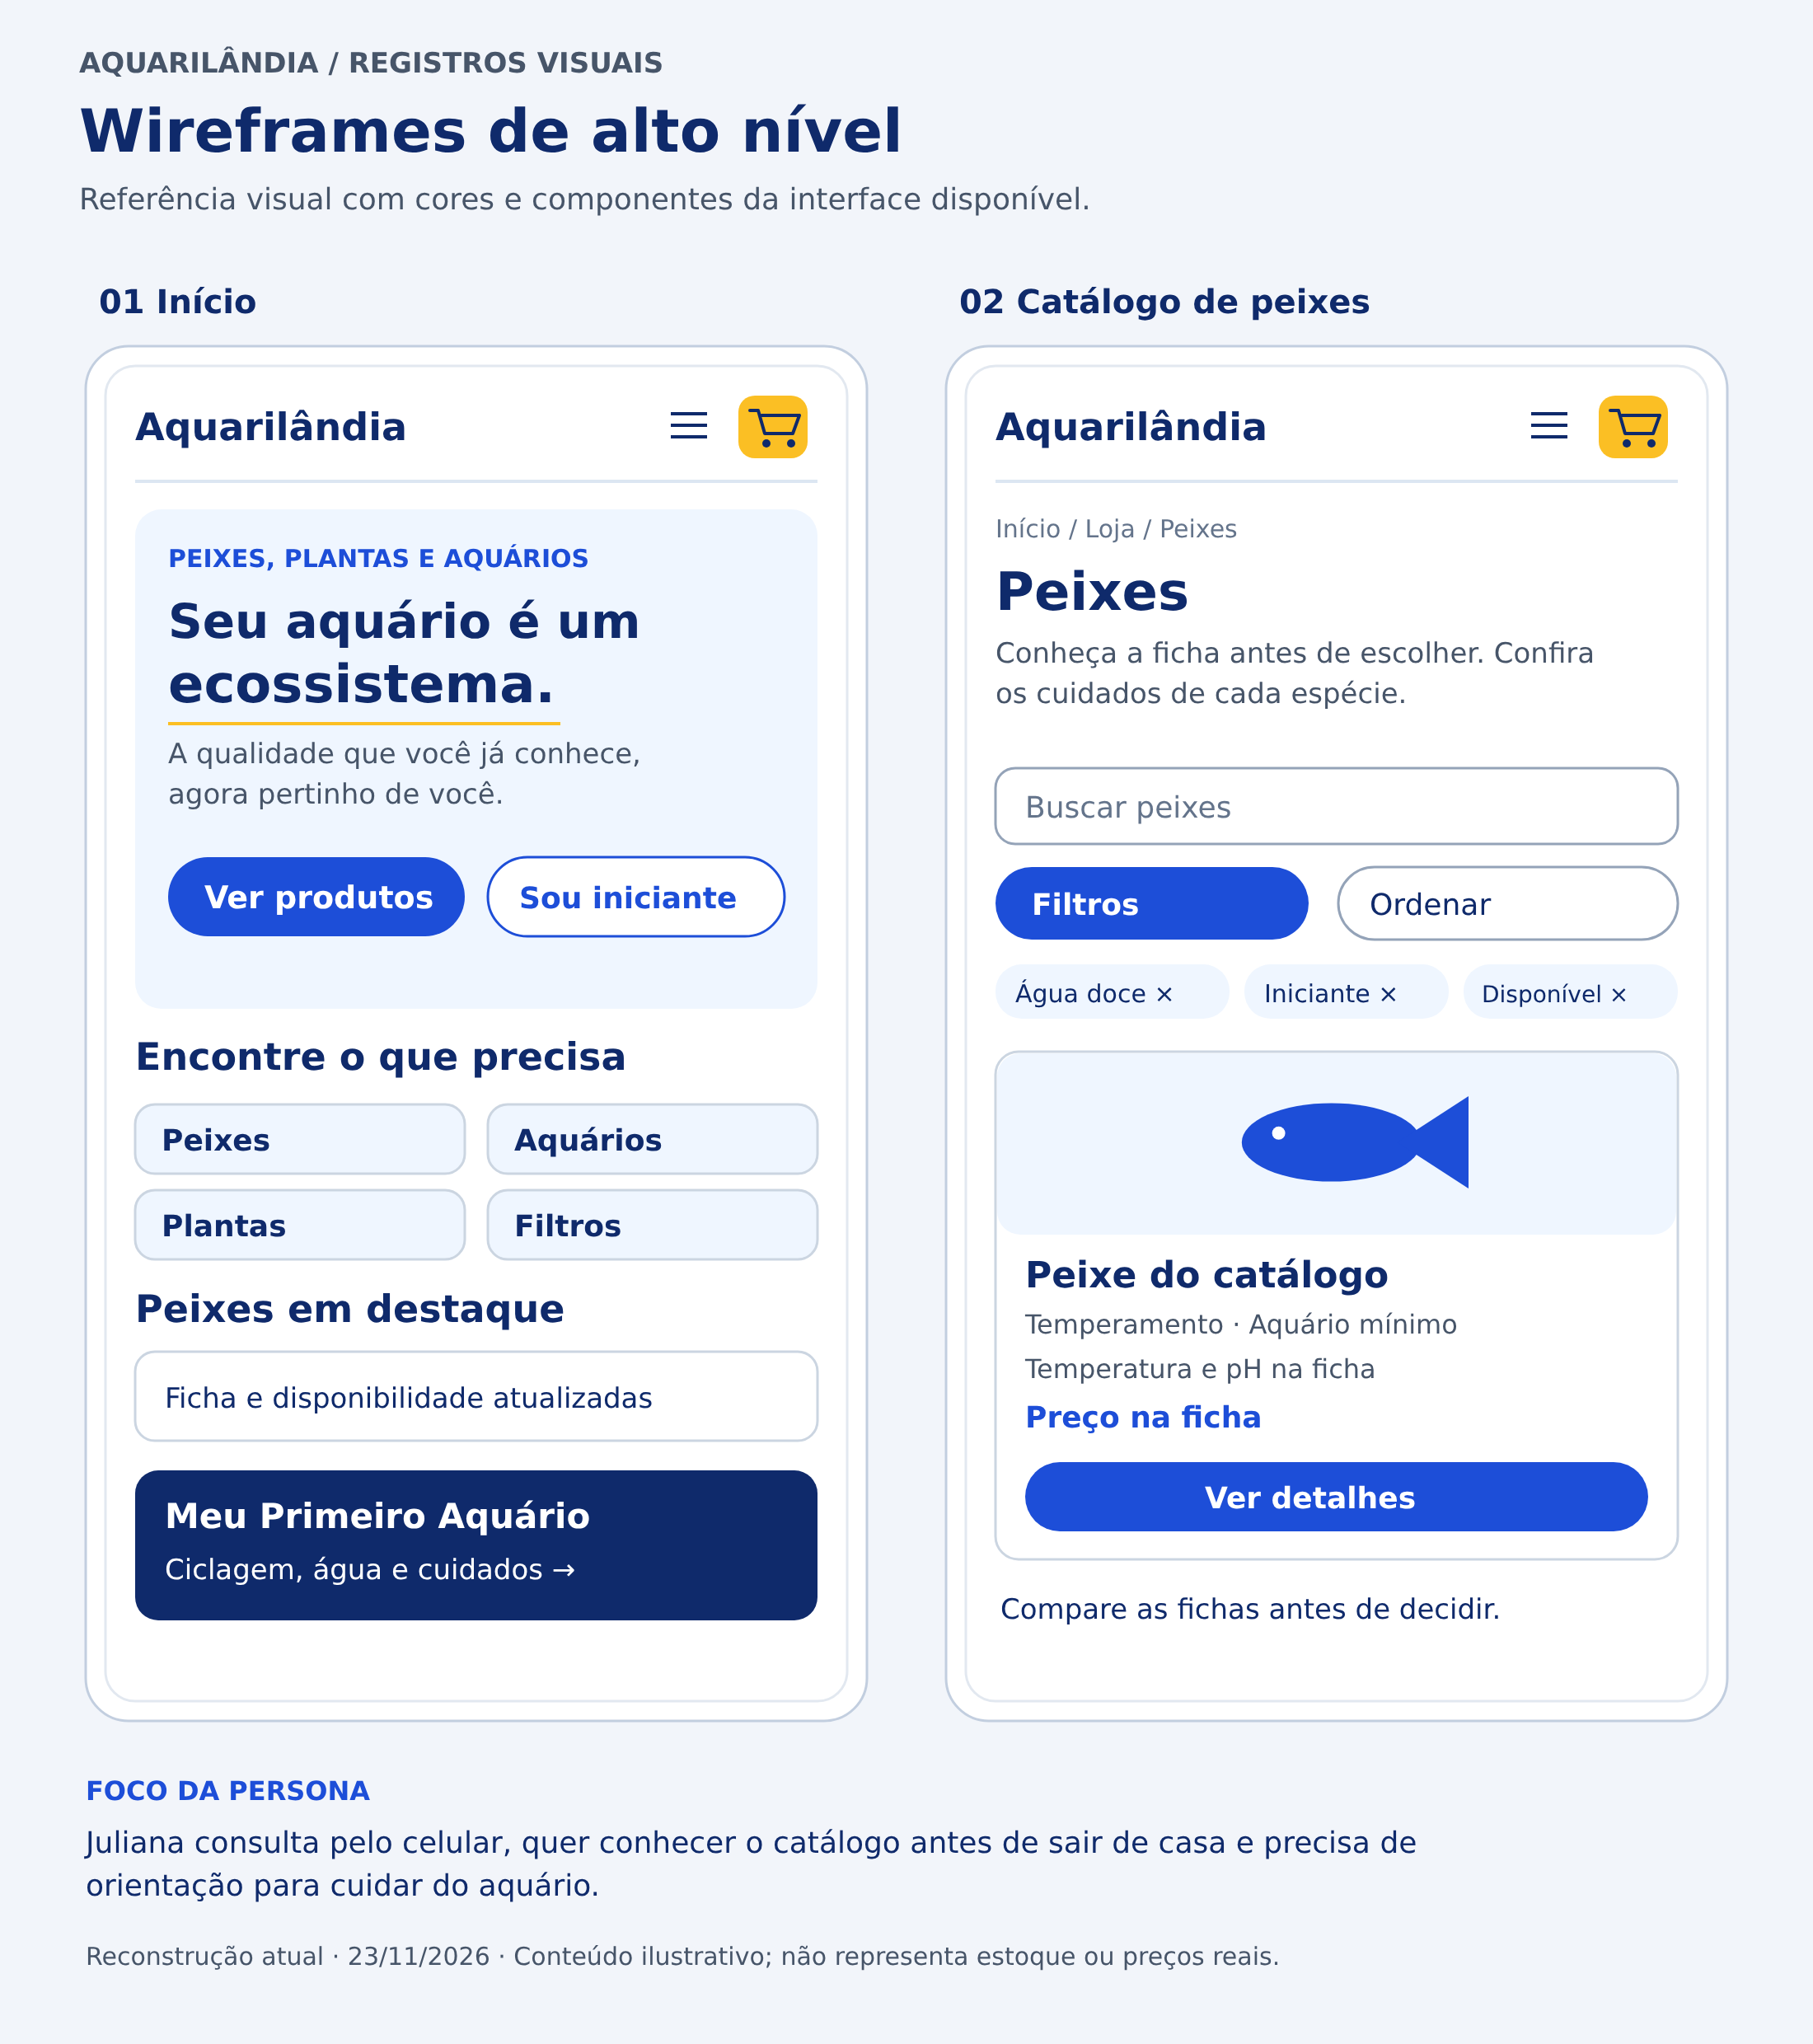 AQUARILÂNDIA / REGISTROS VISUAIS
Wireframes de alto nível
Referência visual com cores e componentes da interface disponível.
01 Início
Aquarilândia
PEIXES, PLANTAS E AQUÁRIOS
Seu aquário é um
ecossistema.
A qualidade que você já conhece,
agora pertinho de você.
Ver produtos
Sou iniciante
Encontre o que precisa
Peixes
Aquários
Plantas
Filtros
Peixes em destaque
Ficha e disponibilidade atualizadas
Meu Primeiro Aquário
Ciclagem, água e cuidados →
02 Catálogo de peixes
Aquarilândia
Início / Loja / Peixes
Peixes
Conheça a ficha antes de escolher. Confira
os cuidados de cada espécie.
Buscar peixes
Filtros
Ordenar
Água doce ×
Iniciante ×
Disponível ×
Peixe do catálogo
Temperamento · Aquário mínimo
Temperatura e pH na ficha
Preço na ficha
Ver detalhes
Compare as fichas antes de decidir.
FOCO DA PERSONA
Juliana consulta pelo celular, quer conhecer o catálogo antes de sair de casa e precisa de
orientação para cuidar do aquário.
Reconstrução atual · 23/11/2026 · Conteúdo ilustrativo; não representa estoque ou preços reais.